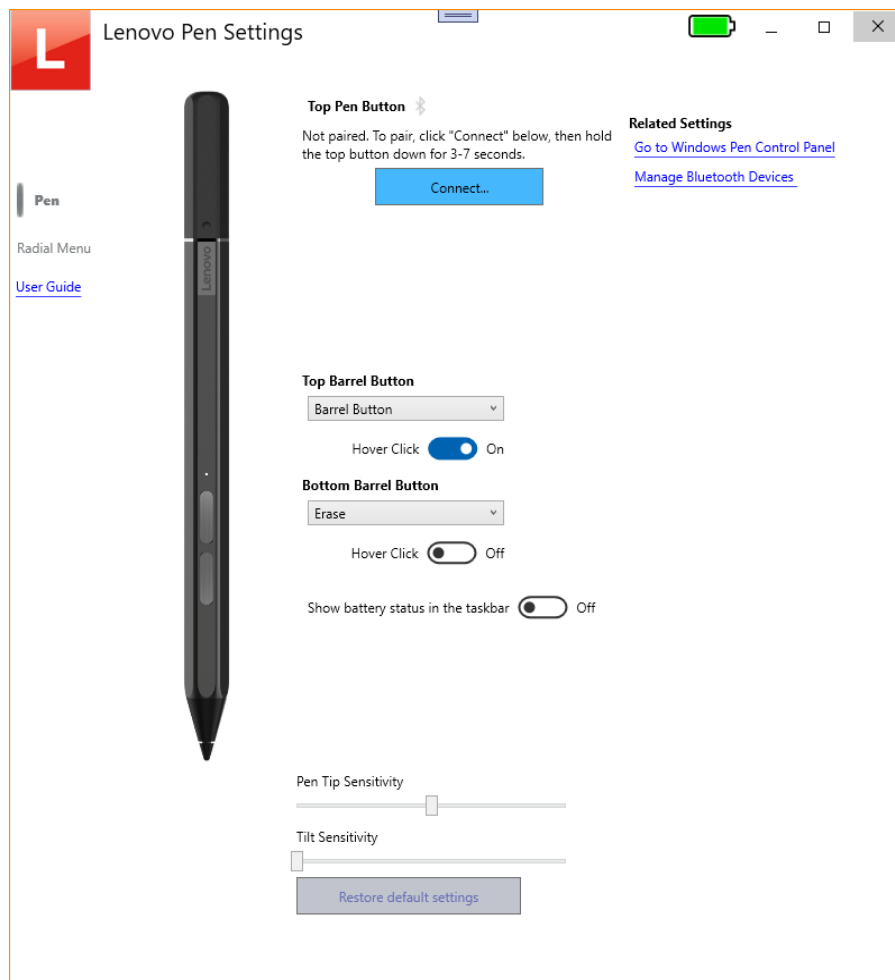 L
Lenovo Pen Settings
Top Pen Button
Not paired. To pair, click "Connect" below, then hold
the top button down for 3-7 seconds.
Connect...
Related Settings
Go to Windows Pen Control Panel
Manage Bluetooth Devices
Pen
Radial Menu
User Guide
Lenovo
Top Barrel Button
Barrel Button
Hover Click On
Bottom Barrel Button
Erase
Hover Click Off
Show battery status in the taskbar Off
Pen Tip Sensitivity
Tilt Sensitivity
Restore default settings